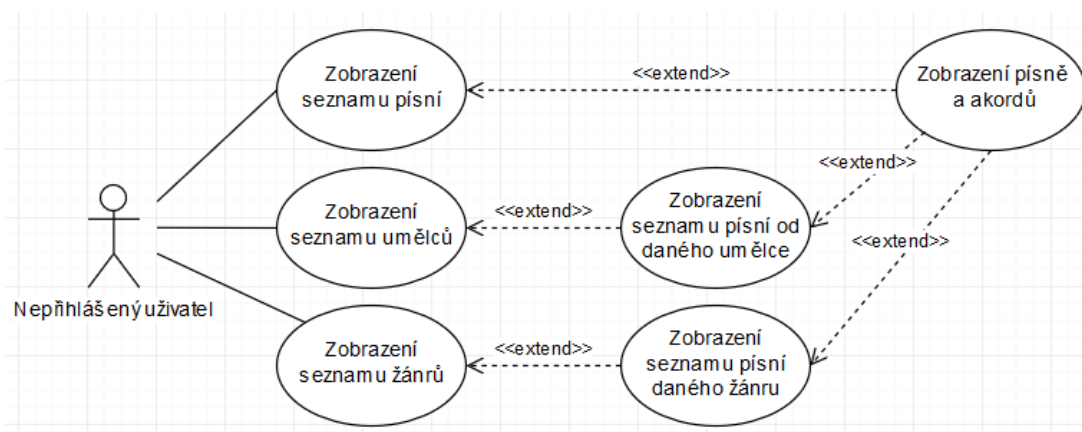 Zobrazení
seznamu písní
<<extend>>
Zobrazení písně
a akordů
<<extend>>
Zobrazení
seznamu umělců
<<extend>>
Zobrazení
seznamu písní od
daného umělce
<<extend>>
Nepřihlášený uživatel
Zobrazení
seznamu žánrů
<<extend>>
Zobrazení
seznamu písní
daného žánru